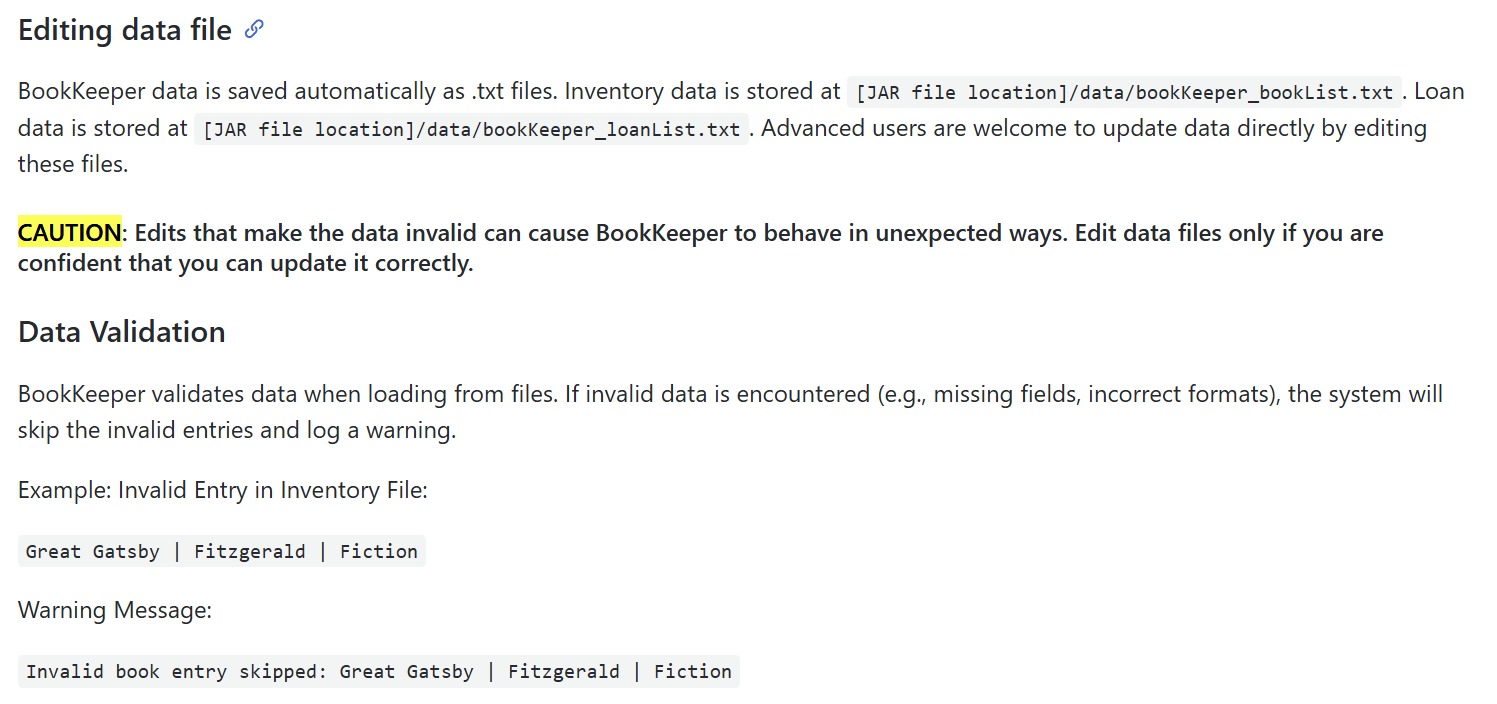 Editing data file
BookKeeper data is saved automatically as .txt files. Inventory data is stored at [JAR file location]/data/bookKeeper_bookList.txt . Loan
data is stored at [JAR file location]/data/bookKeeper_loanList.txt . Advanced users are welcome to update data directly by editing
these files.
CAUTION: Edits that make the data invalid can cause BookKeeper to behave in unexpected ways. Edit data files only if you are
confident that you can update it correctly.
Data Validation
BookKeeper validates data when loading from files. If invalid data is encountered (e.g., missing fields, incorrect formats), the system will
skip the invalid entries and log a warning.
Example: Invalid Entry in Inventory File:
Great Gatsby | Fitzgerald | Fiction
Warning Message:
Invalid book entry skipped: Great Gatsby | Fitzgerald | Fiction